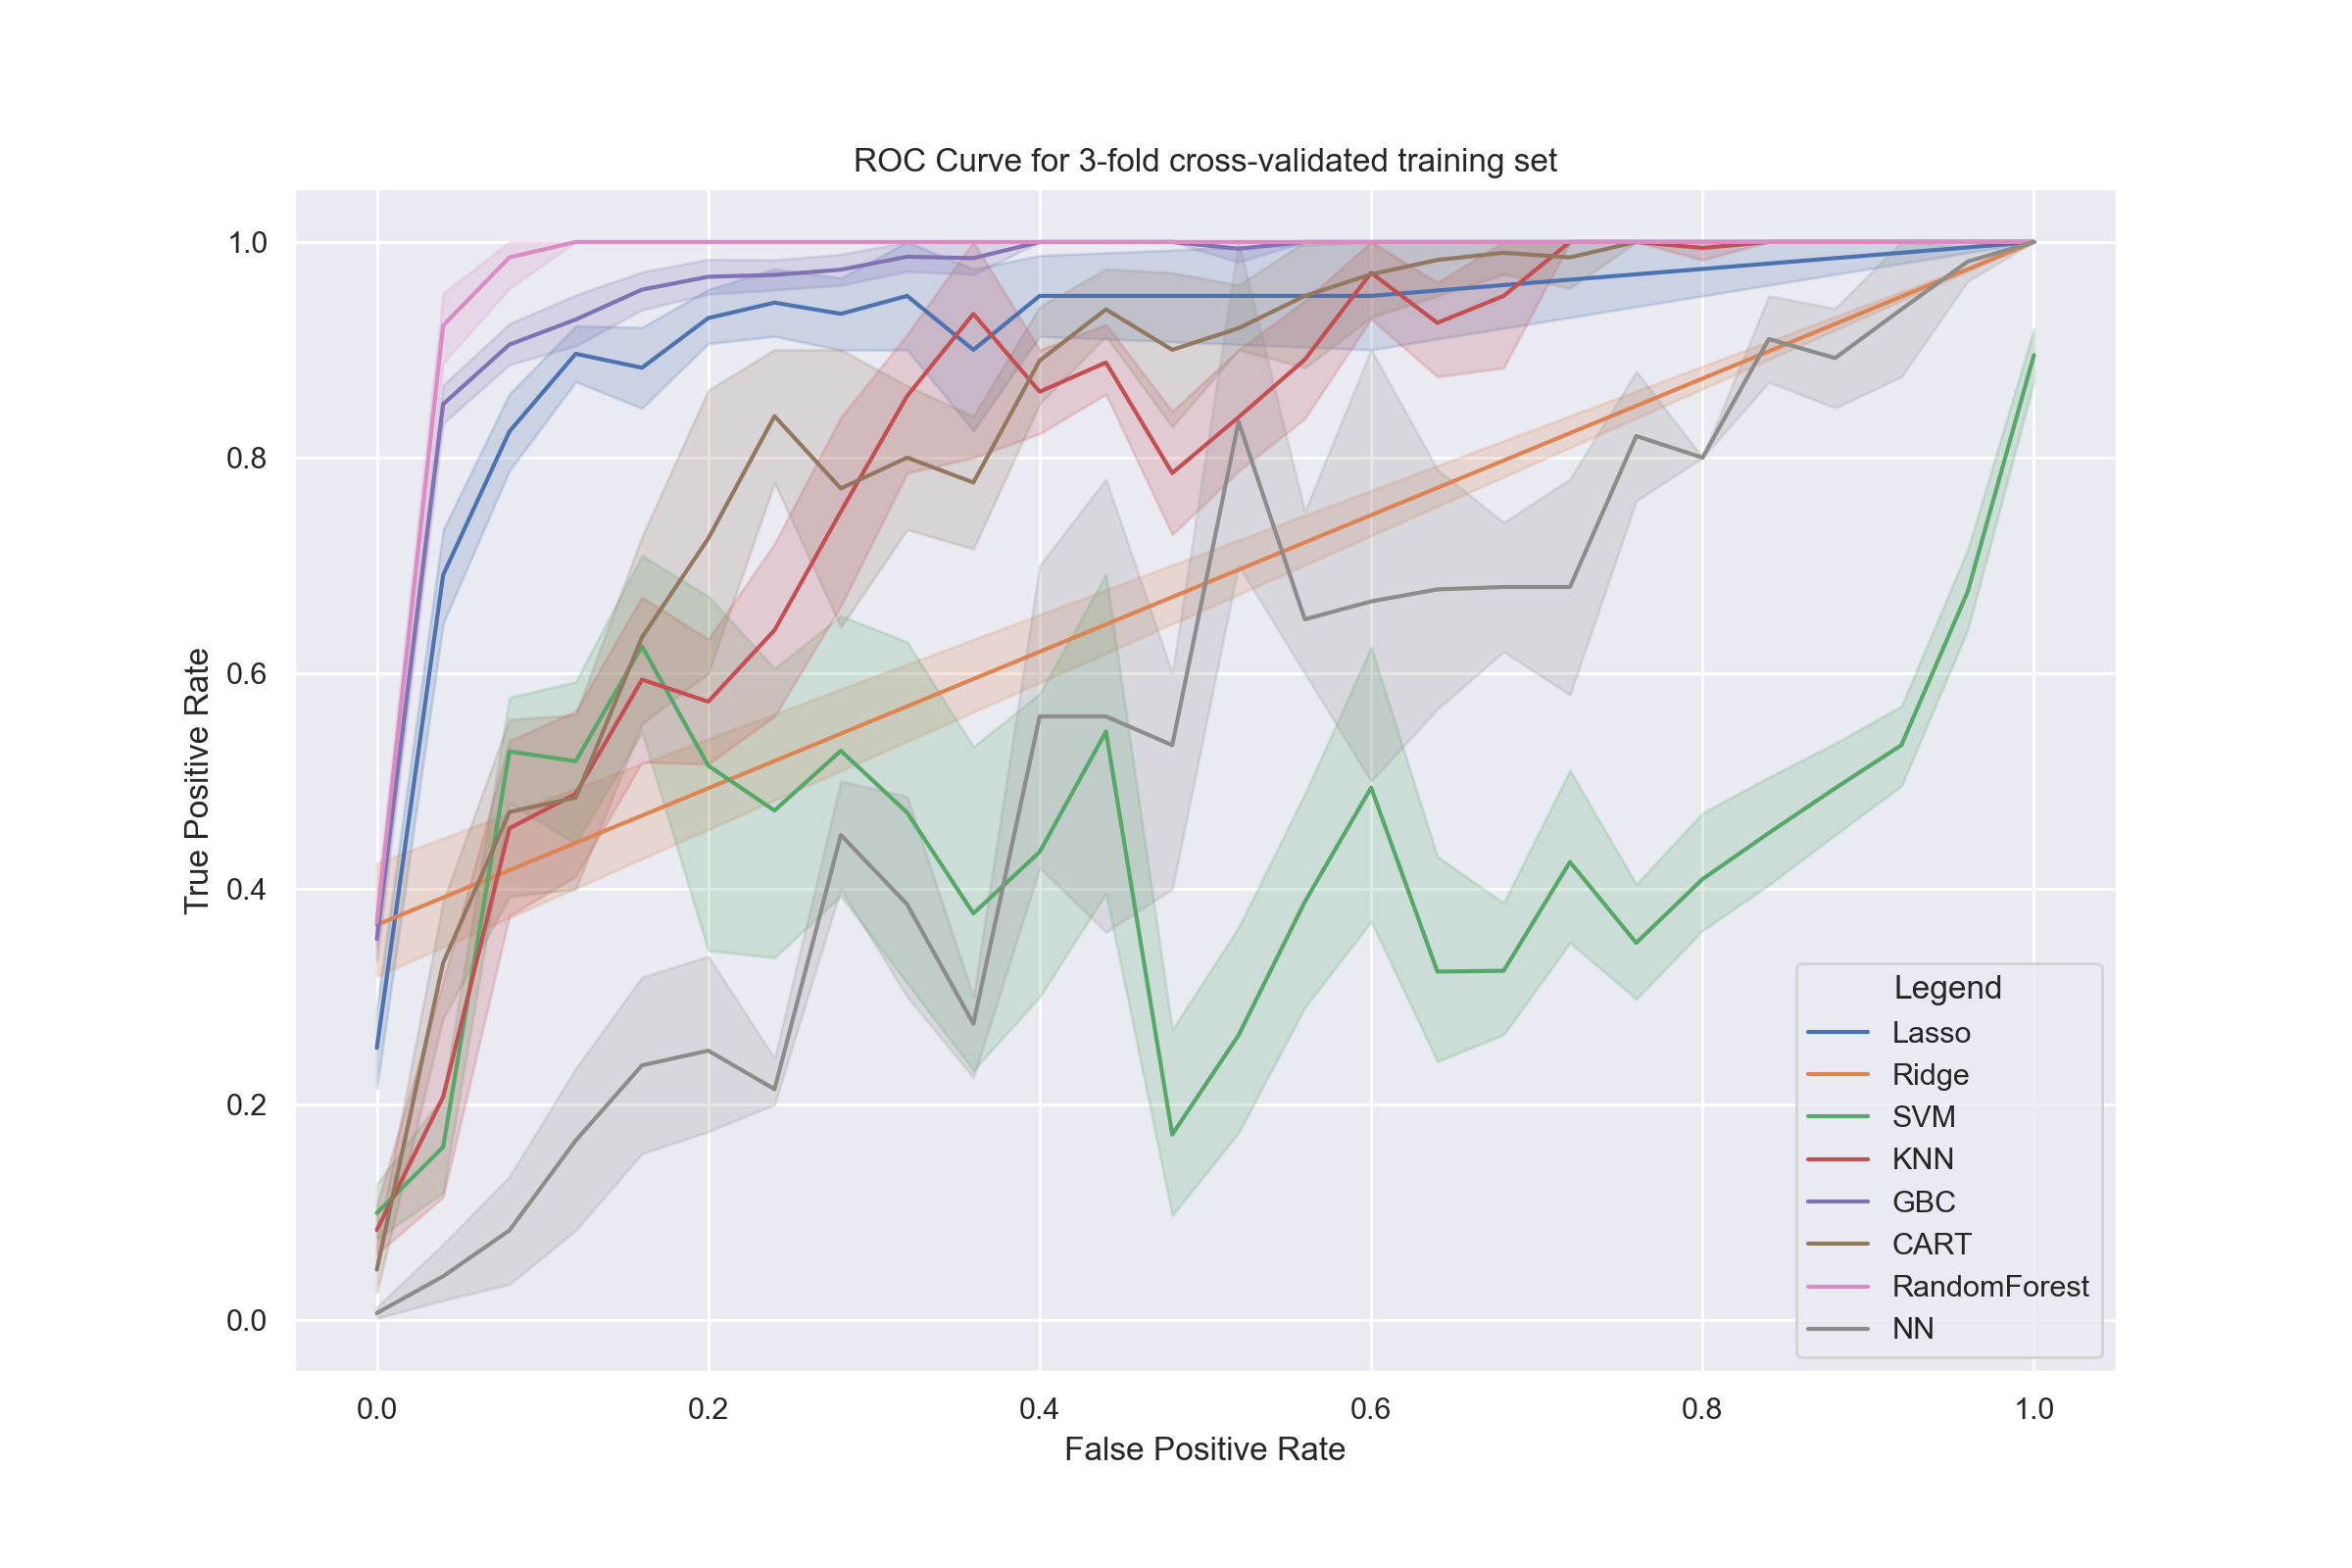 ROC Curve for 3-fold cross-validated training set
True Positive Rate
1.0
0.8
0.6
0.4
0.2
0.0
0.0 0.2 0.4 0.6 0.8 1.0
False Positive Rate
Legend
Lasso
Ridge
SVM
KNN
GBC
CART
RandomForest
NN